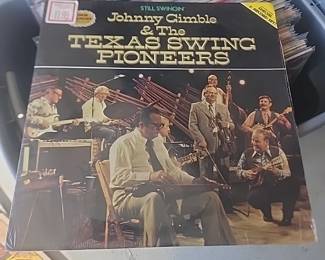 STILL SWINGIN'
Johnny Gimble
& The
TEXAS SWING
PIONEERS